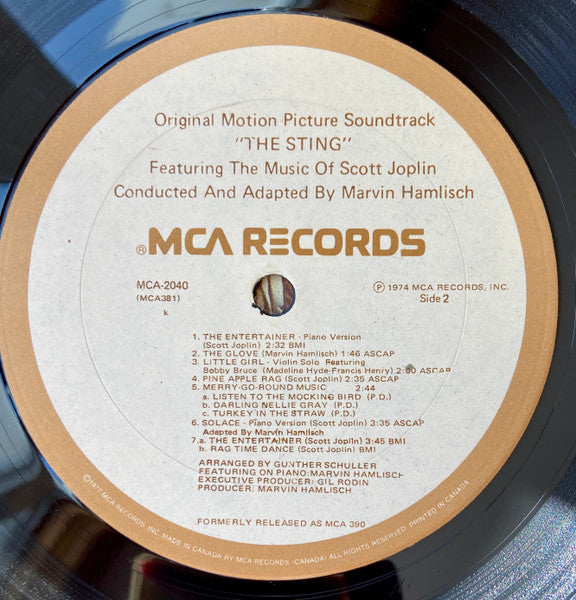 Original Motion Picture Soundtrack
"THE STING"
Featuring The Music Of Scott Joplin
Conducted And Adapted By Marvin Hamlisch
® MCA RECORDS
MCA-2040
(MCA381)
k
Ⓟ 1974 MCA RECORDS, INC.
Side 2
1. THE ENTERTAINER - Piano Version
(Scott Joplin) 2:32 BMI
2. THE GLOVE (Marvin Hamlisch) 1:46 ASCAP
3. LITTLE GIRL - Violin Solo Featuring
Bobby Bruce (Madeline Hyde-Francis Henry) 2:00 ASCAP
4. PINE APPLE RAG (Scott Joplin) 2:35 ASCAP
5. MERRY-GO-ROUND MUSIC 2:44
a. LISTEN TO THE MOCKING BIRD (P.D.)
b. DARLING NELLIE GRAY (P.D.)
c. TURKEY IN THE STRAW (P.D.)
6. SOLACE - Piano Version (Scott Joplin) 3:35 ASCAP
Adapted By Marvin Hamlisch
7. a. THE ENTERTAINER (Scott Joplin) 3:45 BMI
b. RAG TIME DANCE (Scott Joplin) BMI
ARRANGED BY GUNTHER SCHULLER
FEATURING ON PIANO: MARVIN HAMLISCH
EXECUTIVE PRODUCER: GIL RODIN
PRODUCER: MARVIN HAMLISCH
FORMERLY RELEASED AS MCA 390
©1977 MCA RECORDS, INC. MADE IN CANADA BY MCA RECORDS (CANADA) ALL RIGHTS RESERVED. PRINTED IN CANADA.